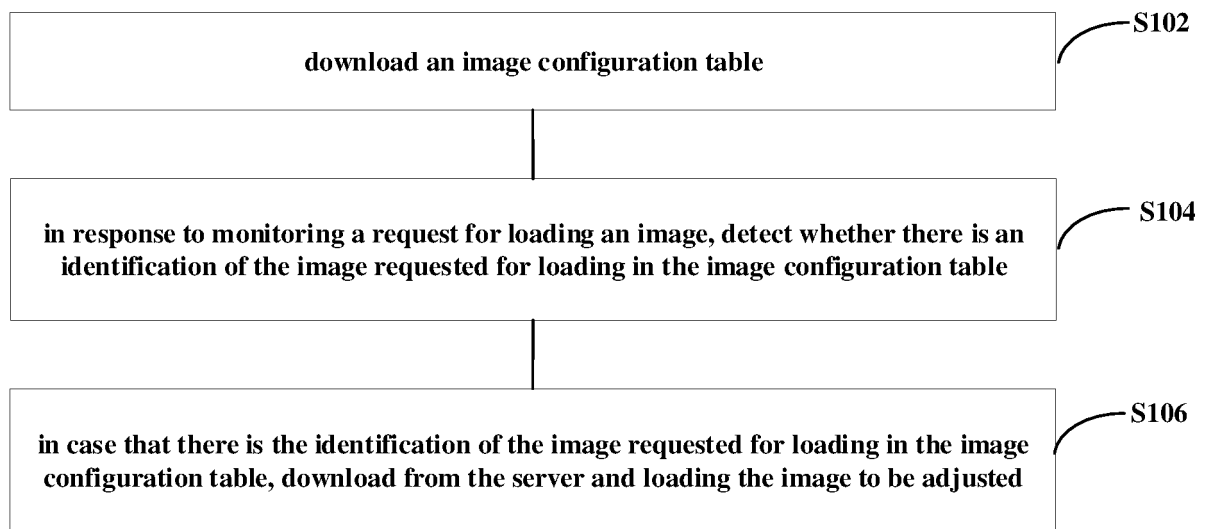 download an image configuration table
S102
in response to monitoring a request for loading an image, detect whether there is an
identification of the image requested for loading in the image configuration table
S104
in case that there is the identification of the image requested for loading in the image
configuration table, download from the server and loading the image to be adjusted
S106